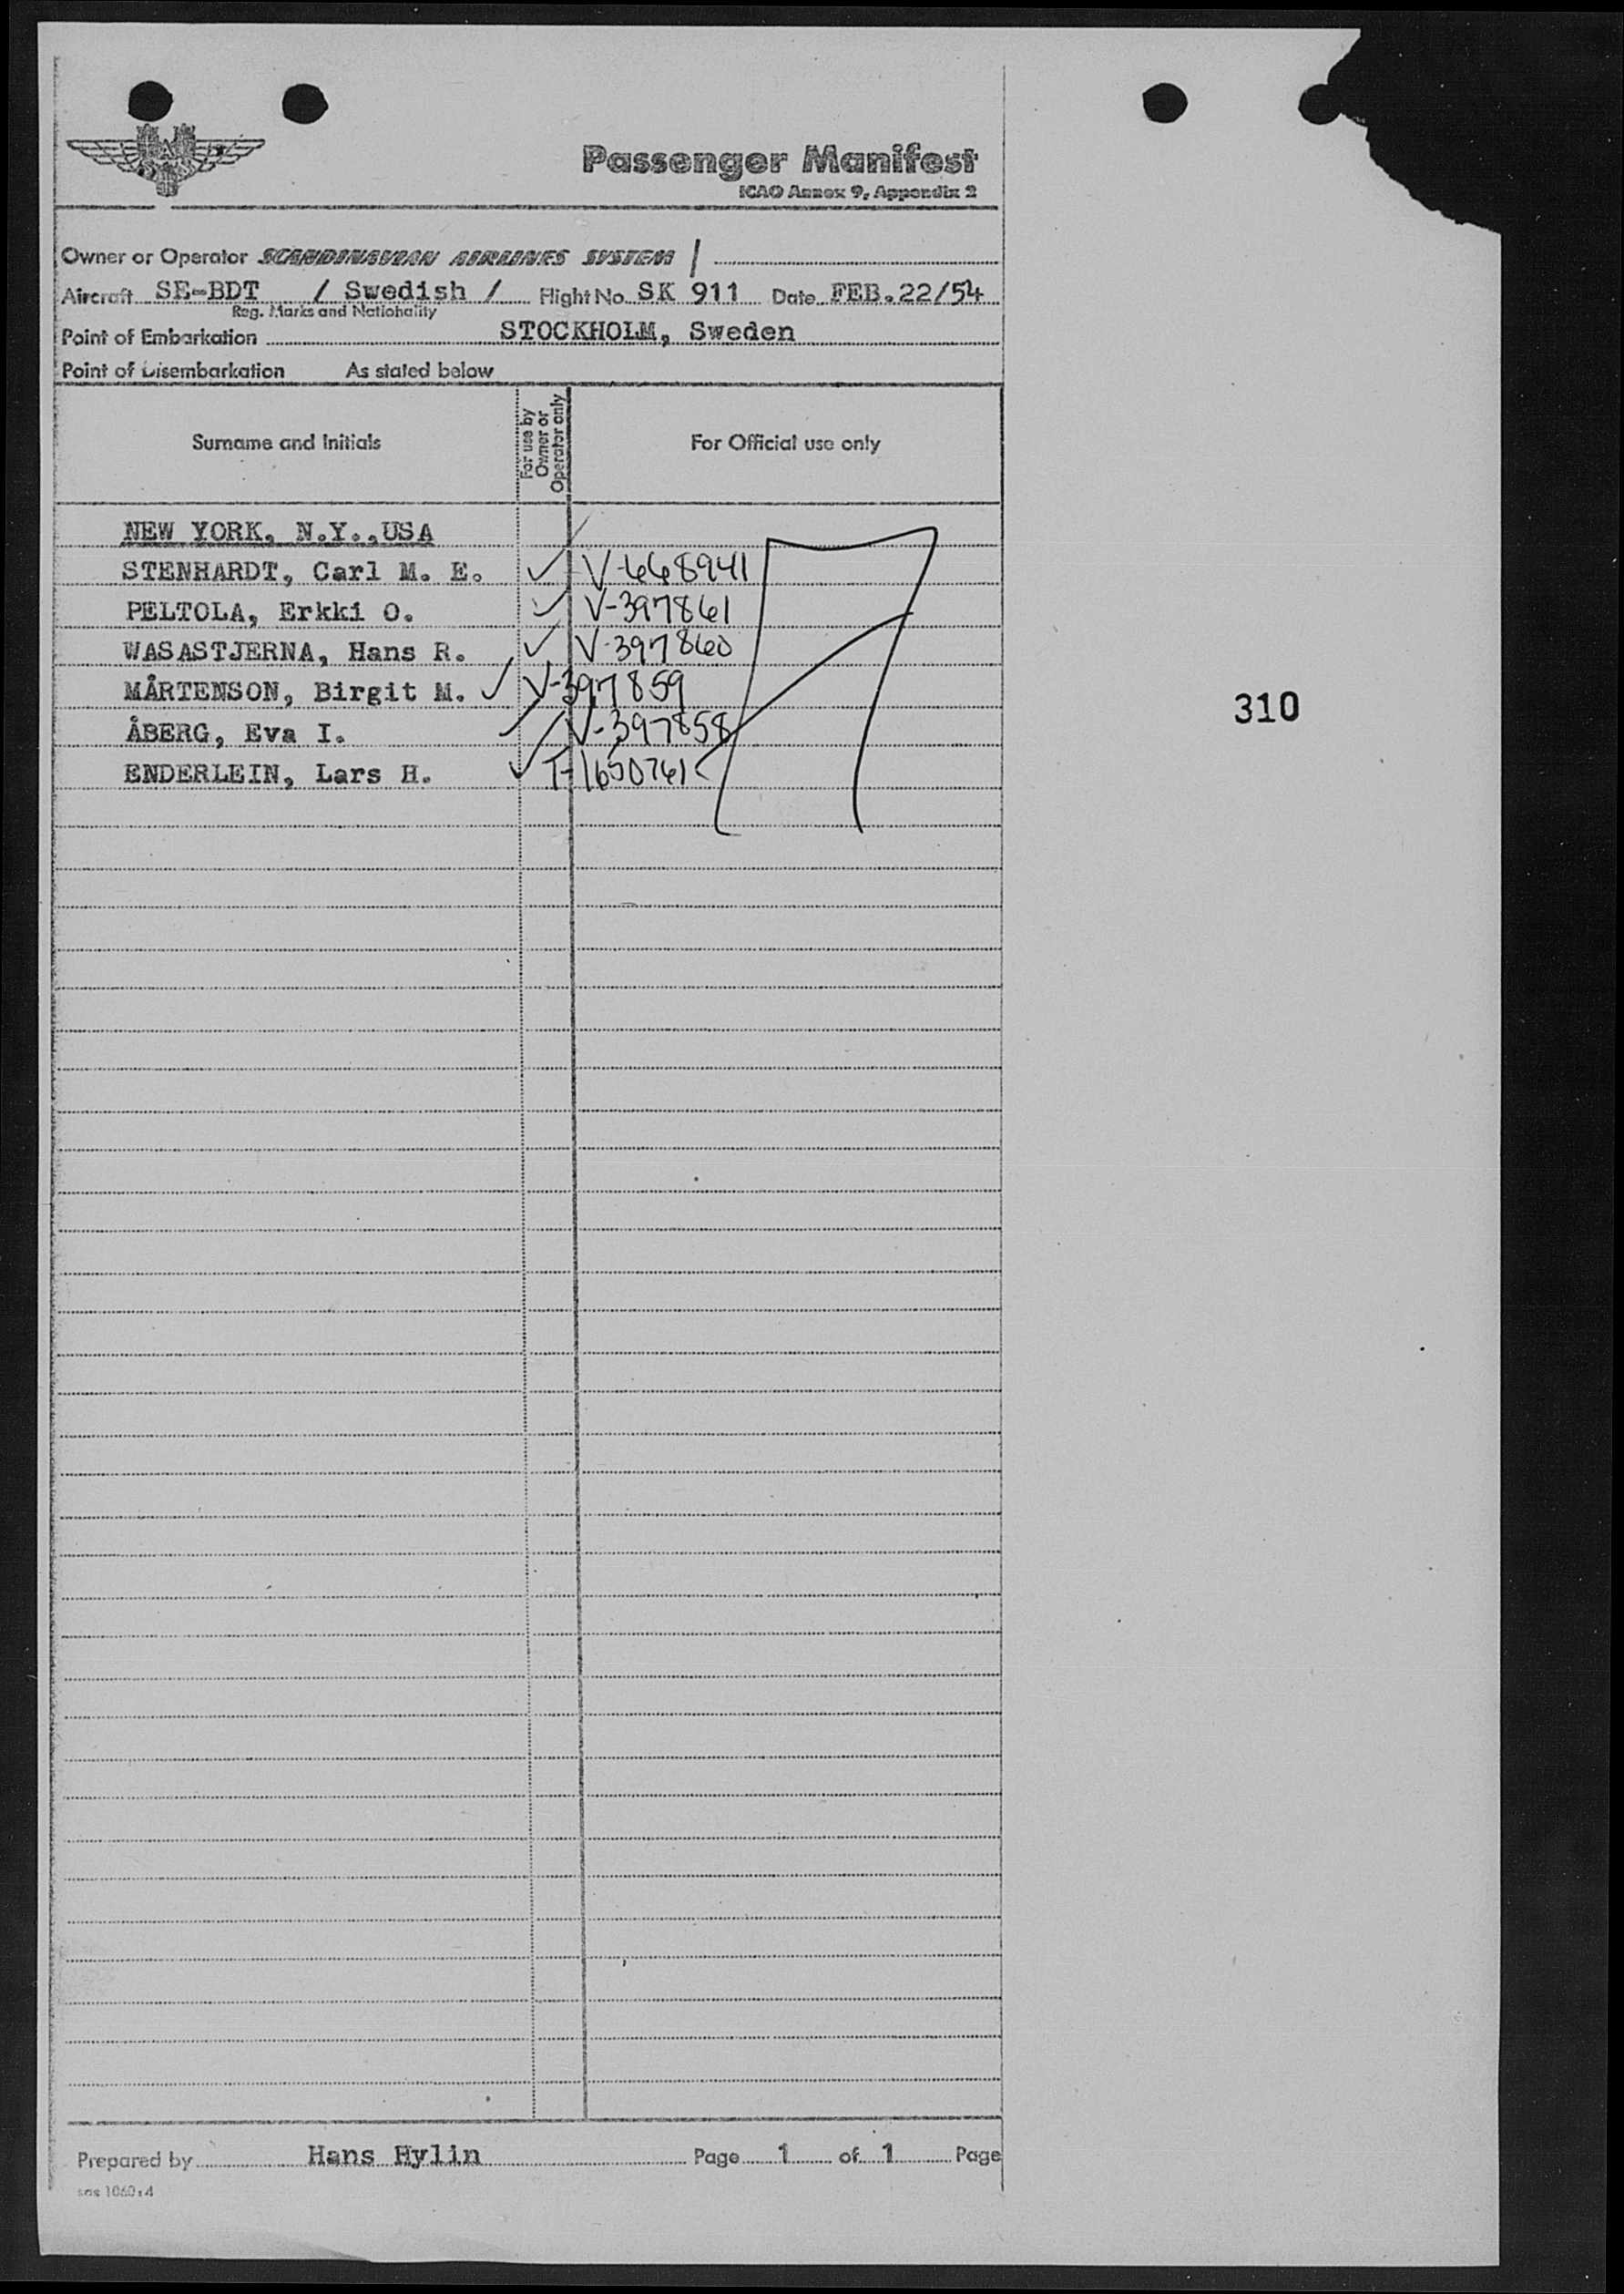 Passenger Manifest
ICAO Annex 9, Appendix 2
Owner or Operator SCANDINAVIAN AIRLINES SYSTEM /
Aircraft SE-BDT / Swedish / Flight No. SK 911 Date FEB.22/54
Reg. Marks and Nationality
Point of Embarkation STOCKHOLM, Sweden
Point of Disembarkation As stated below
Surname and Initials
For use by Owner or Operator only
For Official use only
NEW YORK, N.Y.,USA
STENHARDT, Carl M. E. ✓ V-668941
PELTOLA, Erkki O. ✓ V-397861
WASASTJERNA, Hans R. ✓ V-397860
MÅRTENSON, Birgit M. ✓ V-397859
ÅBERG, Eva I. ✓ V-397858
ENDERLEIN, Lars H. ✓ T-1650761
310
Prepared by Hans Hylin Page 1 of 1 Page
sas 1060:4